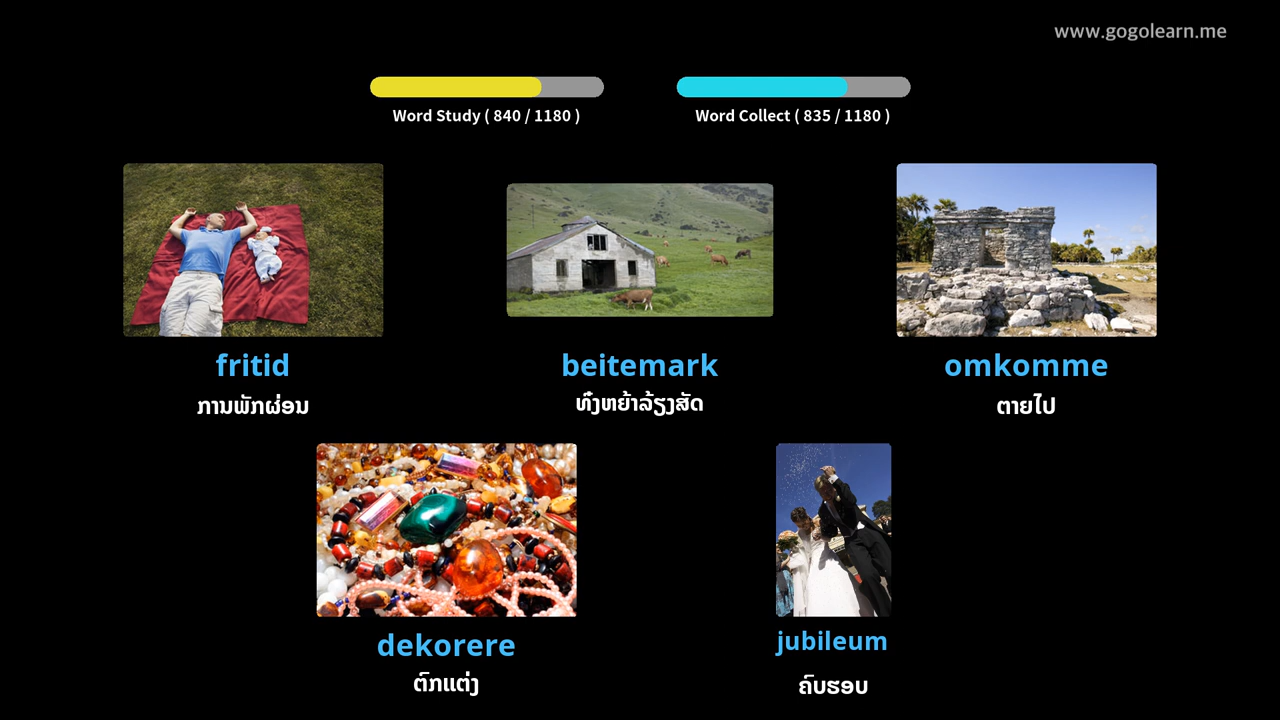 www.gogolearn.me
Word Study ( 840 / 1180 )
Word Collect ( 835 / 1180 )
fritid
beitemark
omkomme
ການພັກຜ່ອນ
ທົ່ງຫຍ້າລ້ຽງສັດ
ຕາຍໄປ
dekorere
jubileum
ຕົກແຕ່ງ
ຄົບຮອບ